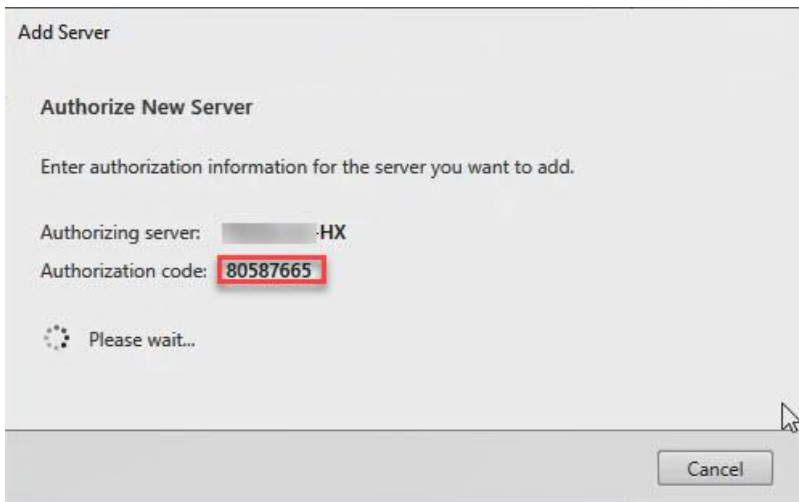 Add Server
Authorize New Server
Enter authorization information for the server you want to add.
Authorizing server: -HX
Authorization code: 80587665
Please wait...
Cancel